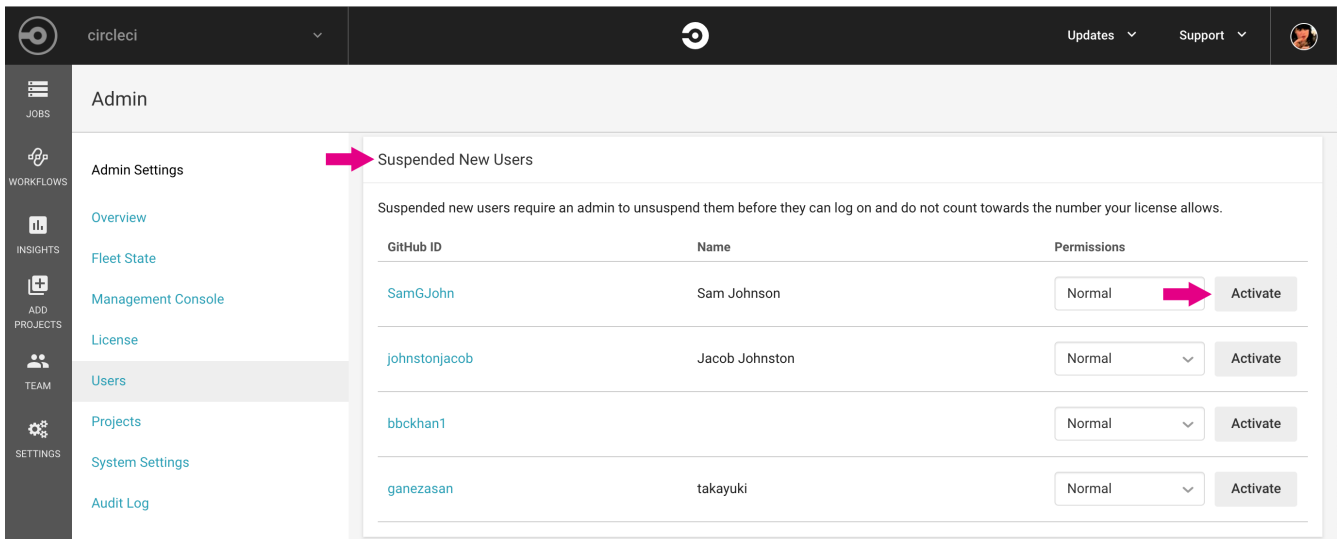 circleci
Updates
Support
JOBS
WORKFLOWS
INSIGHTS
ADD
PROJECTS
TEAM
SETTINGS
Admin
Admin Settings
Overview
Fleet State
Management Console
License
Users
Projects
System Settings
Audit Log
Suspended New Users
Suspended new users require an admin to unsuspend them before they can log on and do not count towards the number your license allows.
GitHub ID Name Permissions
SamGJohn Sam Johnson Normal Activate
johnstonjacob Jacob Johnston Normal Activate
bbckhan1 Normal Activate
ganezasan takayuki Normal Activate